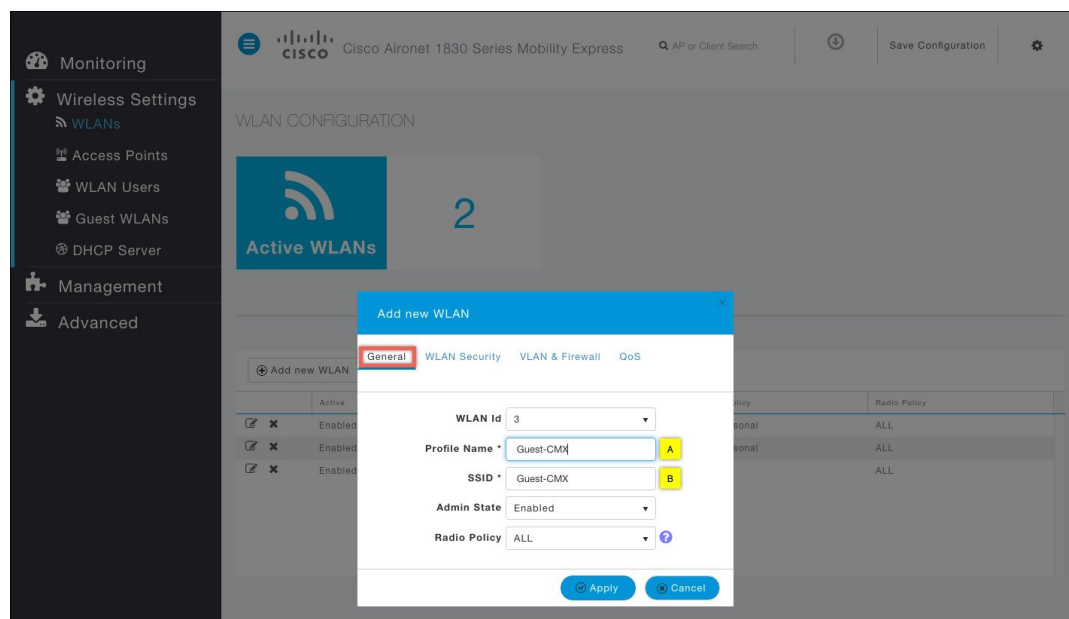 Monitoring
Wireless Settings
WLANs
Access Points
WLAN Users
Guest WLANs
DHCP Server
Management
Advanced
CISCO
Cisco Aironet 1830 Series Mobility Express
AP or Client Search
Save Configuration
WLAN CONFIGURATION
Active WLANs
2
Add new WLAN
Active
Radio Policy
Enabled
sonal
ALL
Enabled
sonal
ALL
Enabled
ALL
Add new WLAN
General WLAN Security VLAN & Firewall QoS
WLAN Id 3
Profile Name * Guest-CMX A
SSID * Guest-CMX B
Admin State Enabled
Radio Policy ALL ?
Apply Cancel